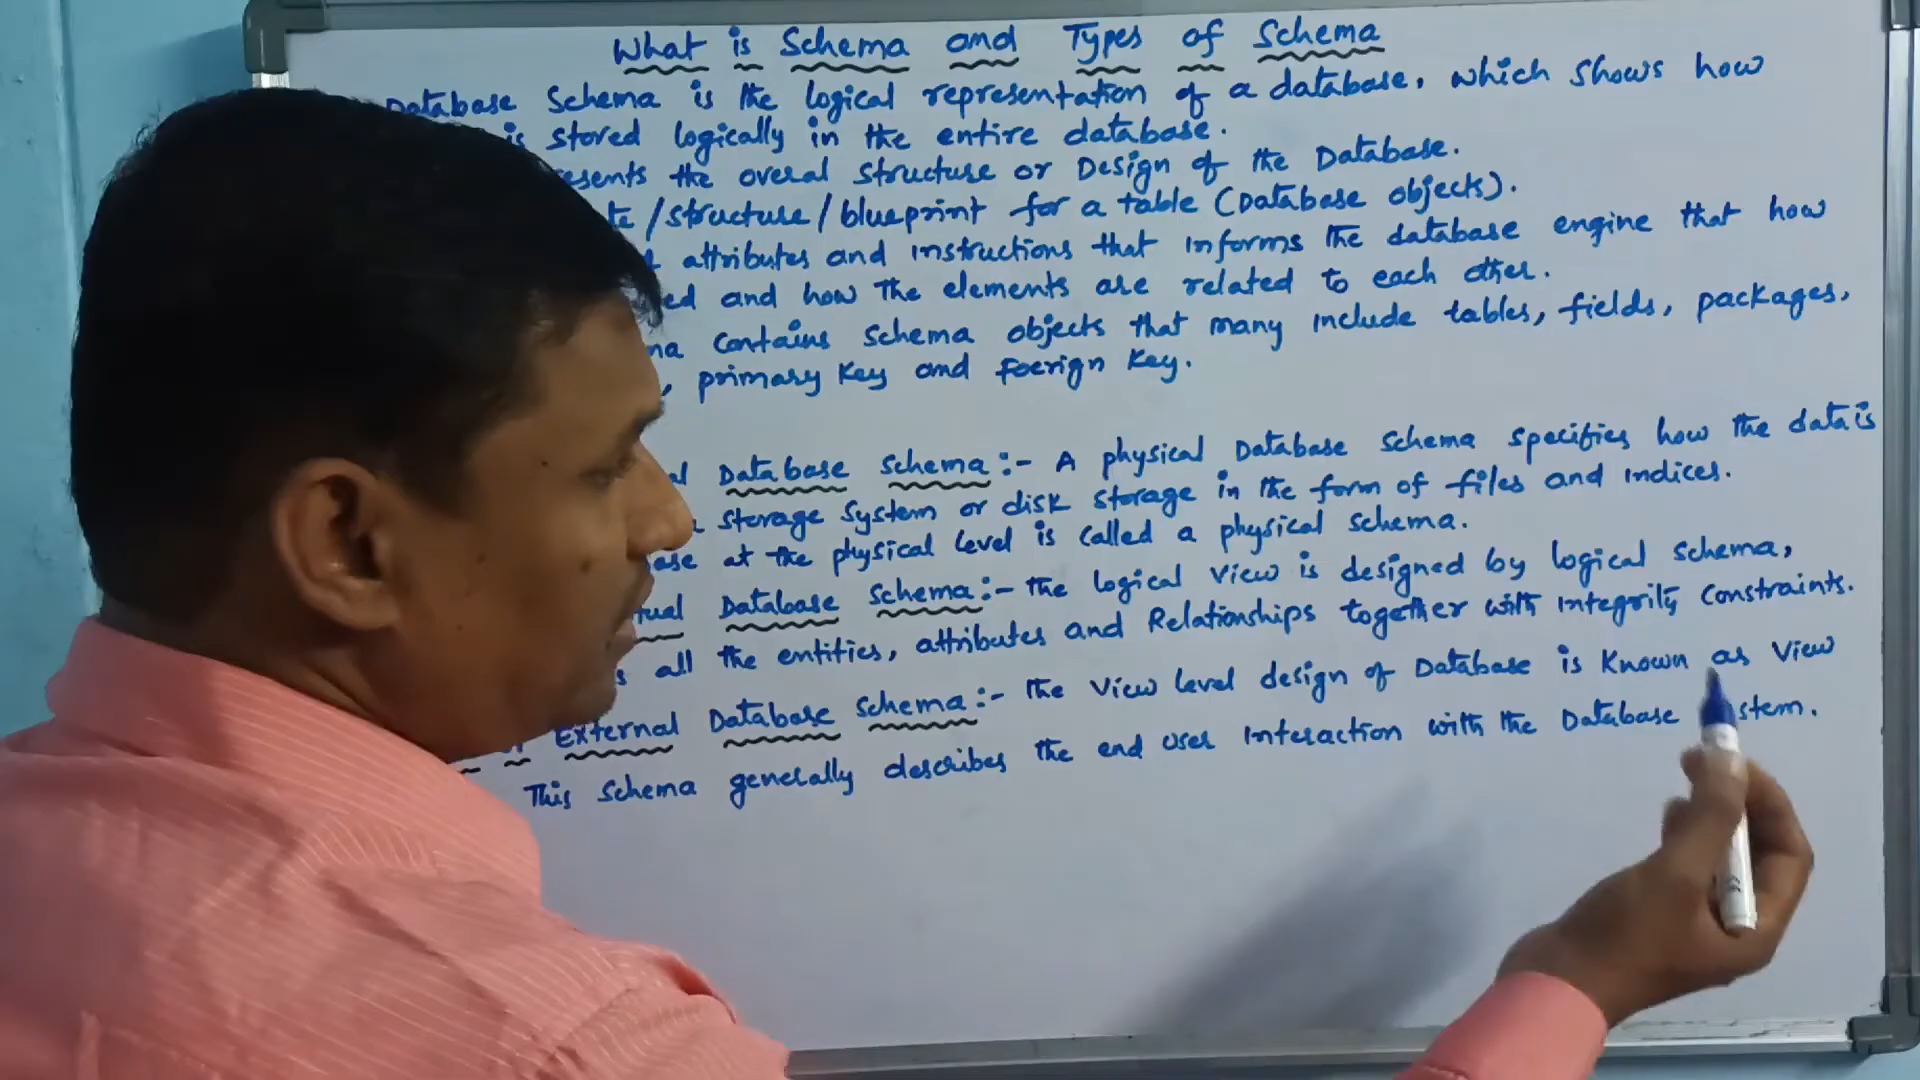 What is Schema and Types of Schema
Database Schema is the logical representation of a database, which shows how
is stored logically in the entire database.
esents the overal structure or Design of the Database.
te/structure/blueprint for a table (Database objects).
attributes and instructions that informs the database engine that how
ed and how the elements are related to each other.
ma contains schema objects that many include tables, fields, packages,
, primary key and foerign key.
al Database Schema:- A physical Database schema specifies how the data is
storage system or disk storage in the form of files and indices.
ase at the physical level is called a physical schema.
tual Database Schema:- The logical view is designed by logical schema,
s all the entities, attributes and Relationships together with integrity constraints.
External Database Schema:- The view level design of Database is known as view
This schema generally describes the end user interaction with the Database stem.